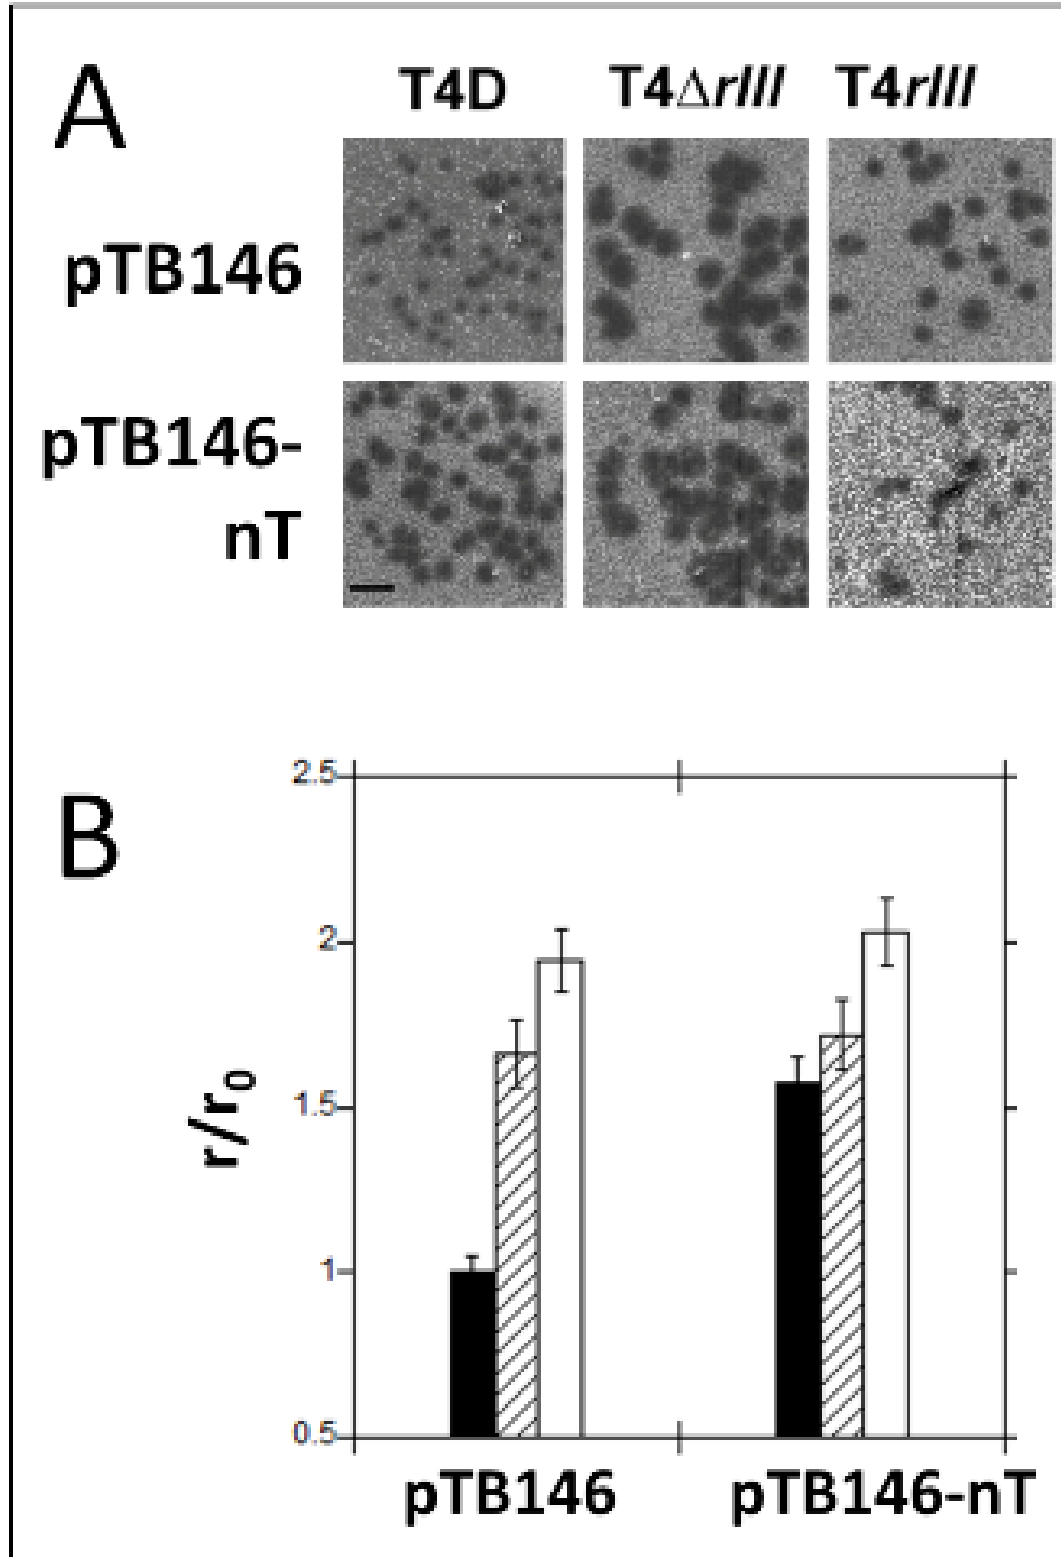 A
T4D T4ΔrIII T4rIII
pTB146
pTB146-
nT
B
2.5
2
1.5
1
0.5
r/r₀
pTB146 pTB146-nT